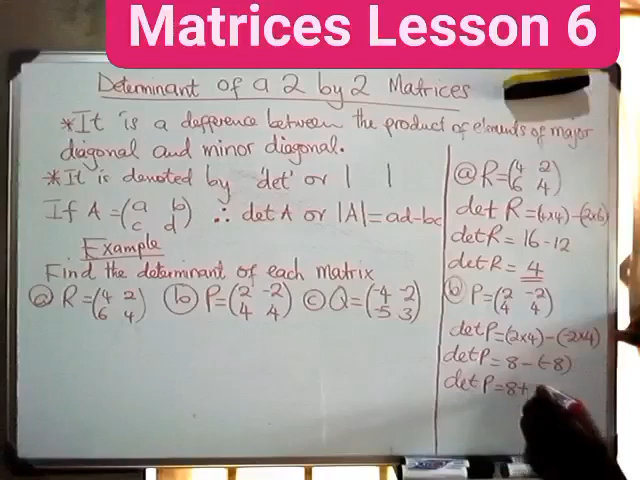 Matrices Lesson 6
Determinant of a 2 by 2 Matrices
*It is a defference between the product of elements of major
diagonal and minor diagonal.
*It is denoted by 'det' or | |
If A = (a b
c d) ∴ det A or |A| = ad-bc
Example
Find the determinant of each matrix
(a) R = (4 2
6 4) (b) P = (2 -2
4 4) (c) Q = (-4 -2
-5 3)
(a) R = (4 2
6 4)
det R = (4x4)-(2x6)
det R = 16-12
det R = 4
(b) P = (2 -2
4 4)
det P = (2x4)-(-2x4)
det P = 8-(-8)
det P = 8+